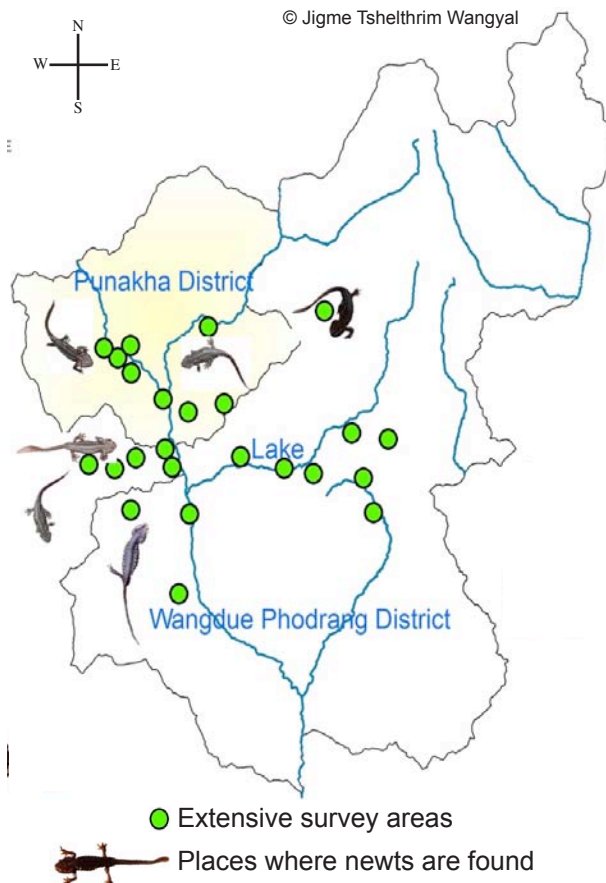 © Jigme Tshelthrim Wangyal
N
W E
S
Punakha District
Lake
Wangdue Phodrang District
Extensive survey areas
Places where newts are found